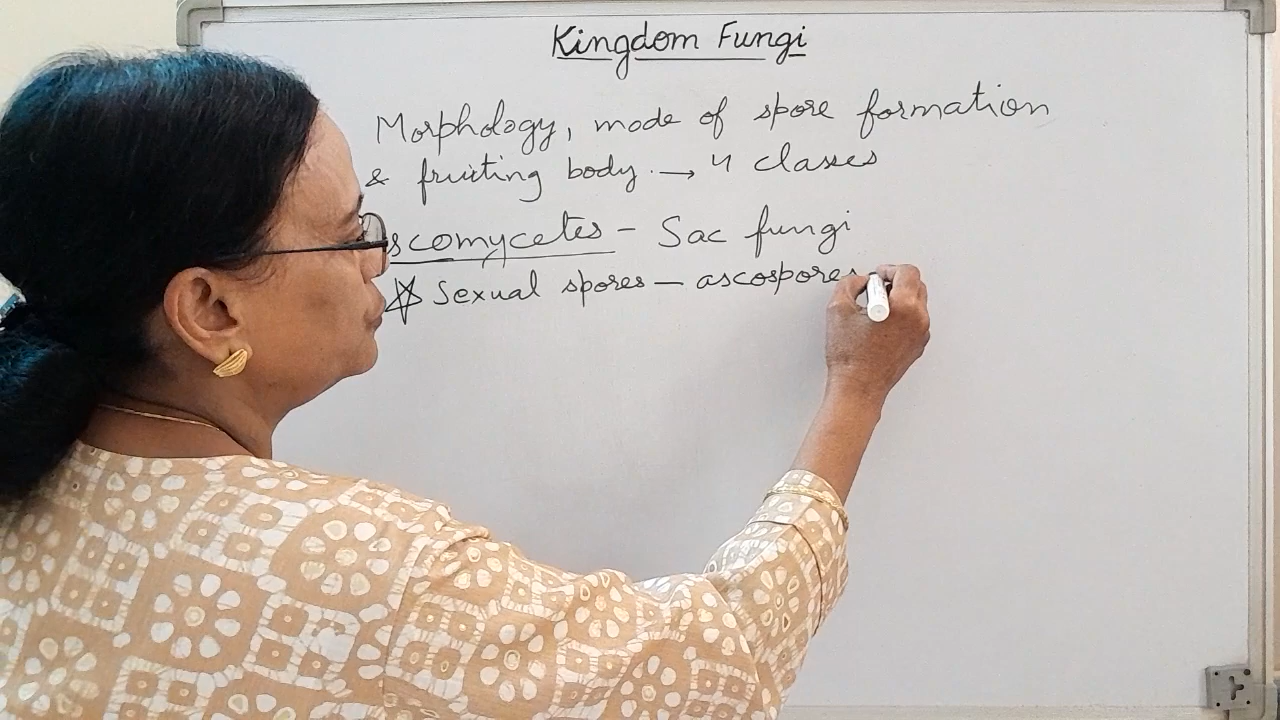 Kingdom Fungi
Morphology, mode of spore formation
& fruiting body. → 4 classes
scomycetes - Sac fungi
☆ Sexual spores - ascospores